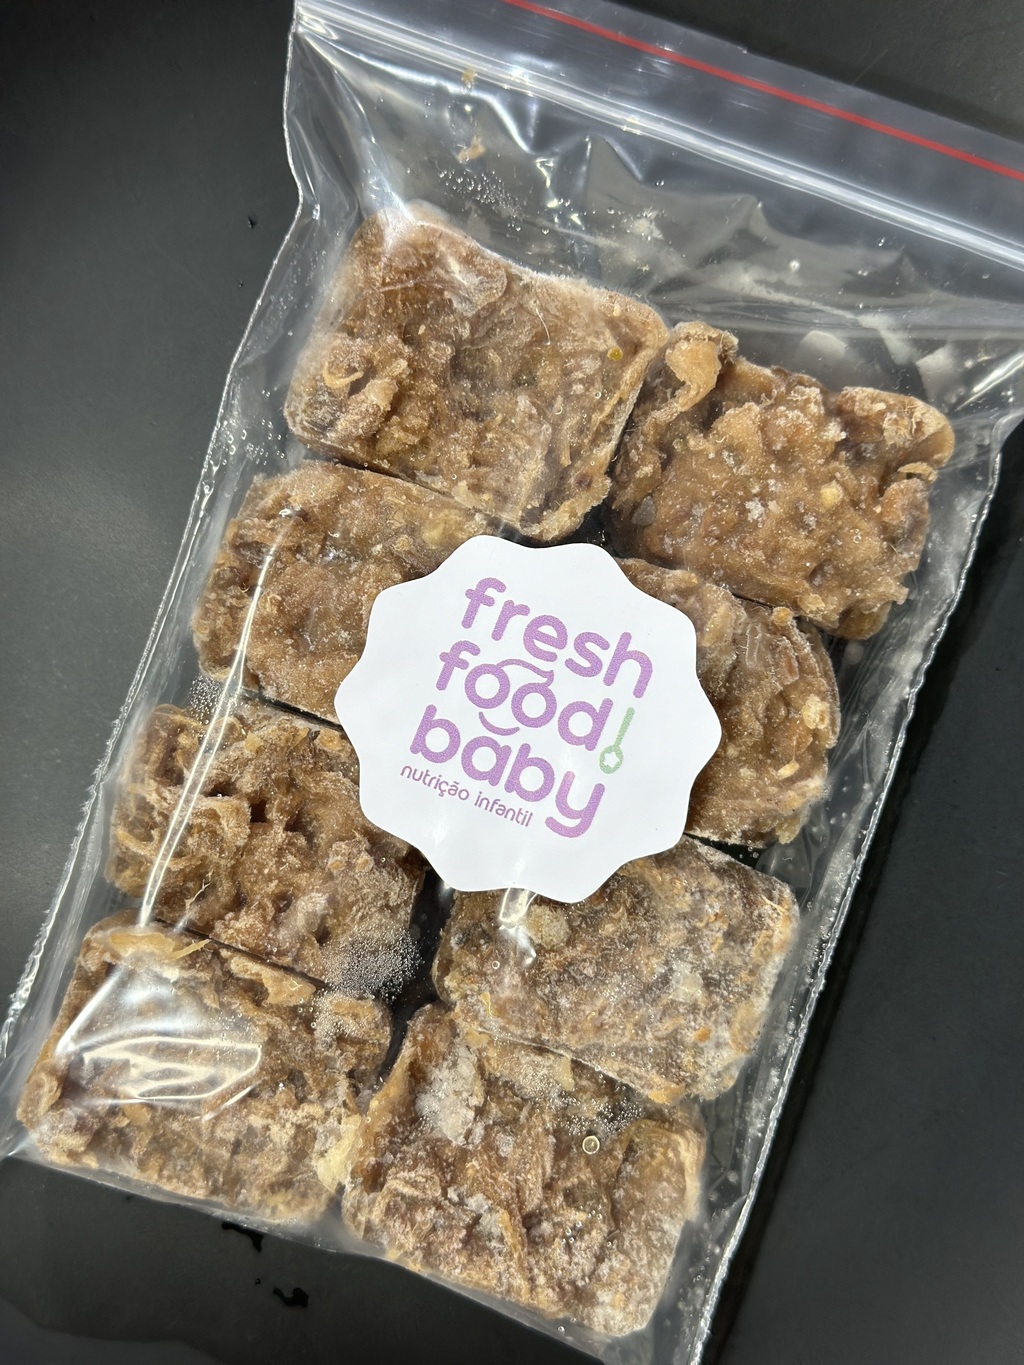 fresh
food
baby
nutrição infantil